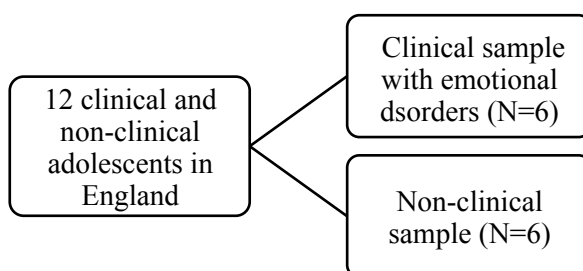 12 clinical and
non-clinical
adolescents in
England
Clinical sample
with emotional
dsorders (N=6)
Non-clinical
sample (N=6)